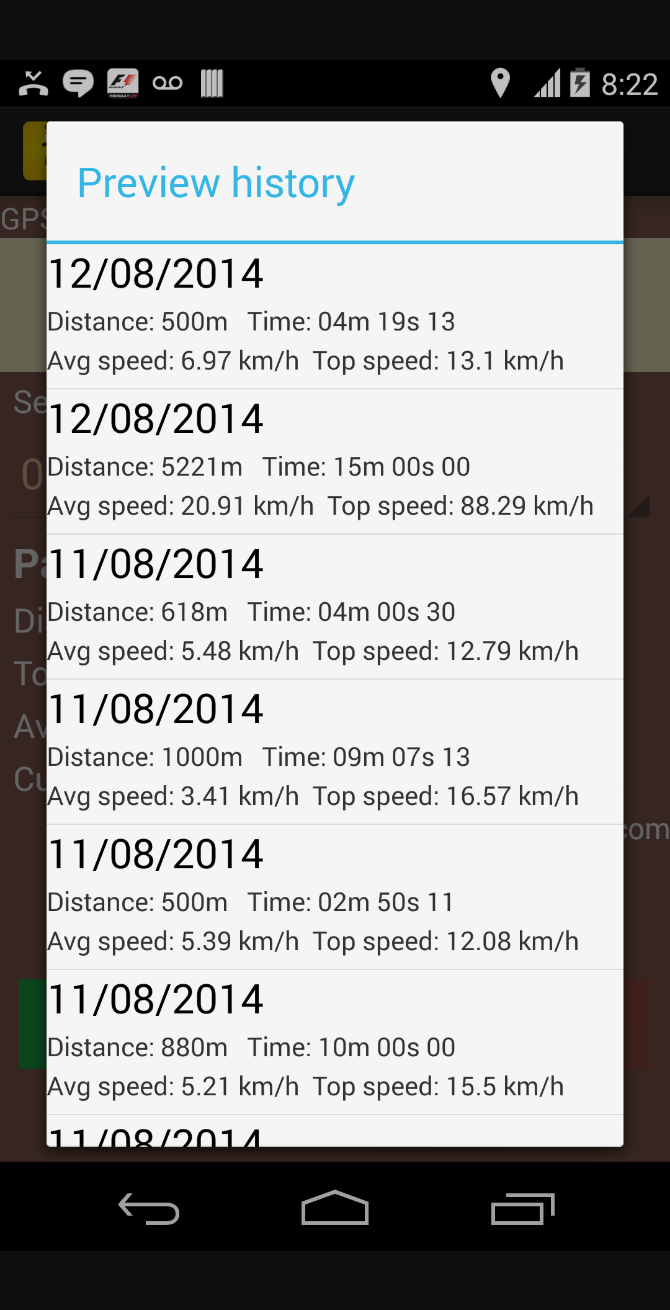 8:22
Preview history
GPS
12/08/2014
Distance: 500m Time: 04m 19s 13
Avg speed: 6.97 km/h Top speed: 13.1 km/h
Se
12/08/2014
0
Distance: 5221m Time: 15m 00s 00
Avg speed: 20.91 km/h Top speed: 88.29 km/h
11/08/2014
Pa
Distance: 618m Time: 04m 00s 30
Di
Avg speed: 5.48 km/h Top speed: 12.79 km/h
To
11/08/2014
Av
Distance: 1000m Time: 09m 07s 13
Cu
Avg speed: 3.41 km/h Top speed: 16.57 km/h
com
11/08/2014
Distance: 500m Time: 02m 50s 11
Avg speed: 5.39 km/h Top speed: 12.08 km/h
11/08/2014
Distance: 880m Time: 10m 00s 00
Avg speed: 5.21 km/h Top speed: 15.5 km/h
11/08/2014